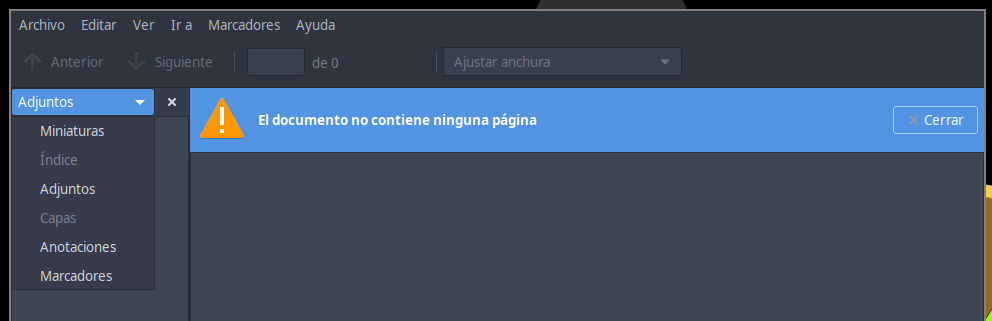 Archivo Editar Ver Ir a Marcadores Ayuda
Anterior Siguiente de 0 Ajustar anchura
Adjuntos
El documento no contiene ninguna página
Cerrar
Miniaturas
Índice
Adjuntos
Capas
Anotaciones
Marcadores